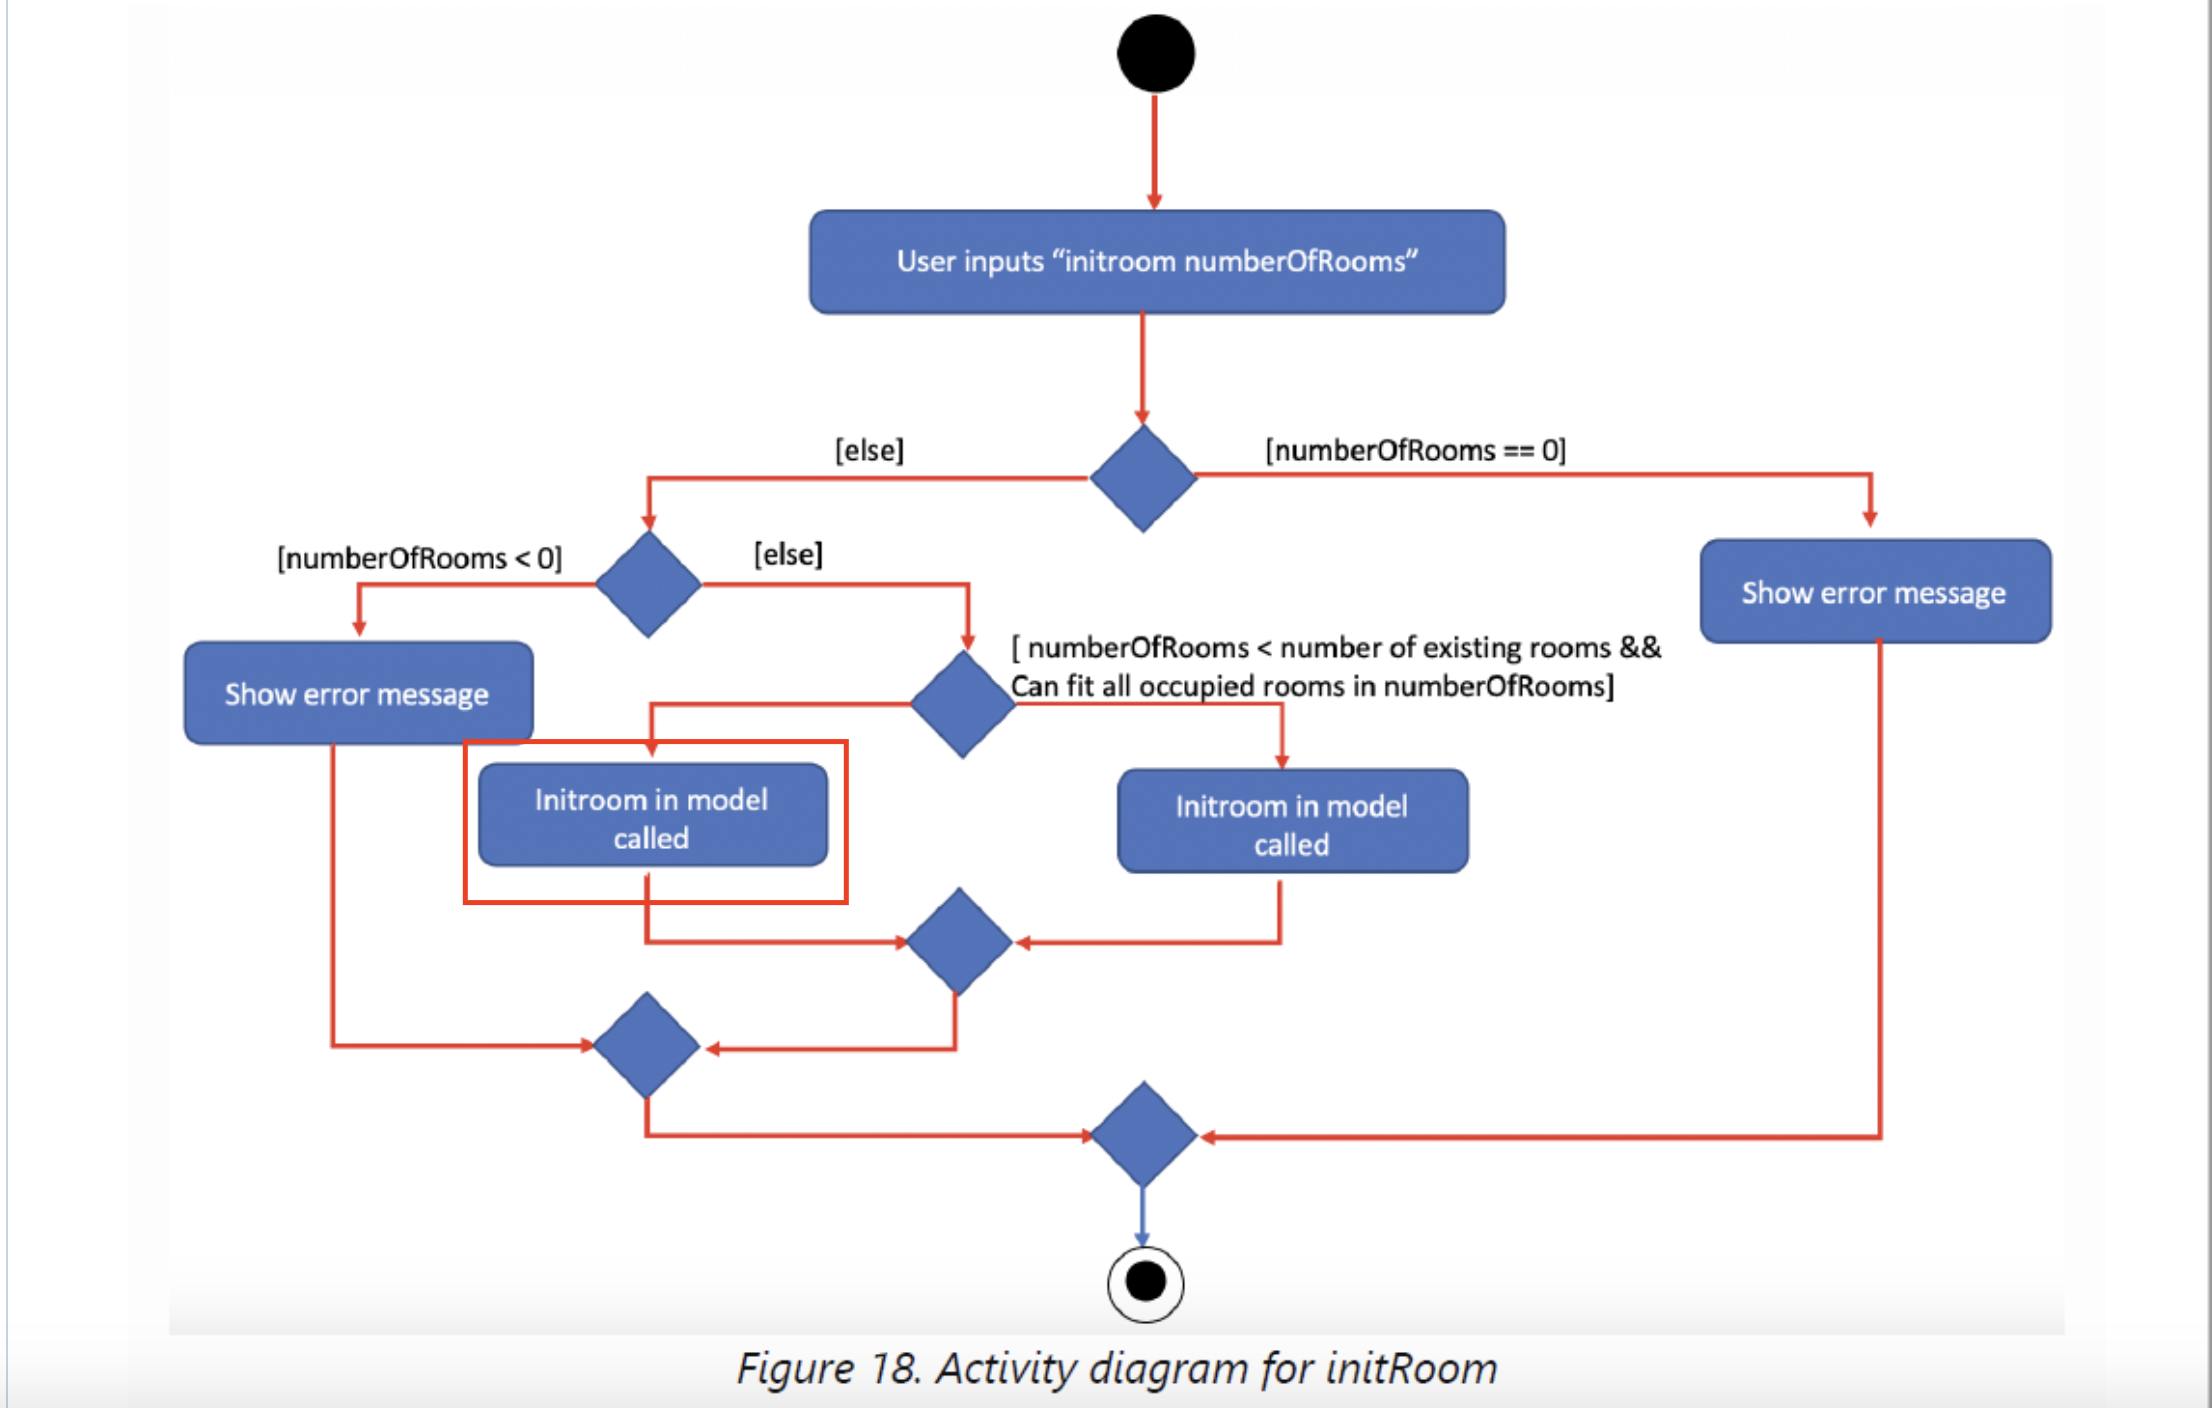 User inputs “initroom numberOfRooms”
[else]
[numberOfRooms == 0]
[numberOfRooms < 0]
[else]
Show error message
[ numberOfRooms < number of existing rooms &&
Can fit all occupied rooms in numberOfRooms]
Show error message
Initroom in model
called
Initroom in model
called
Figure 18. Activity diagram for initRoom